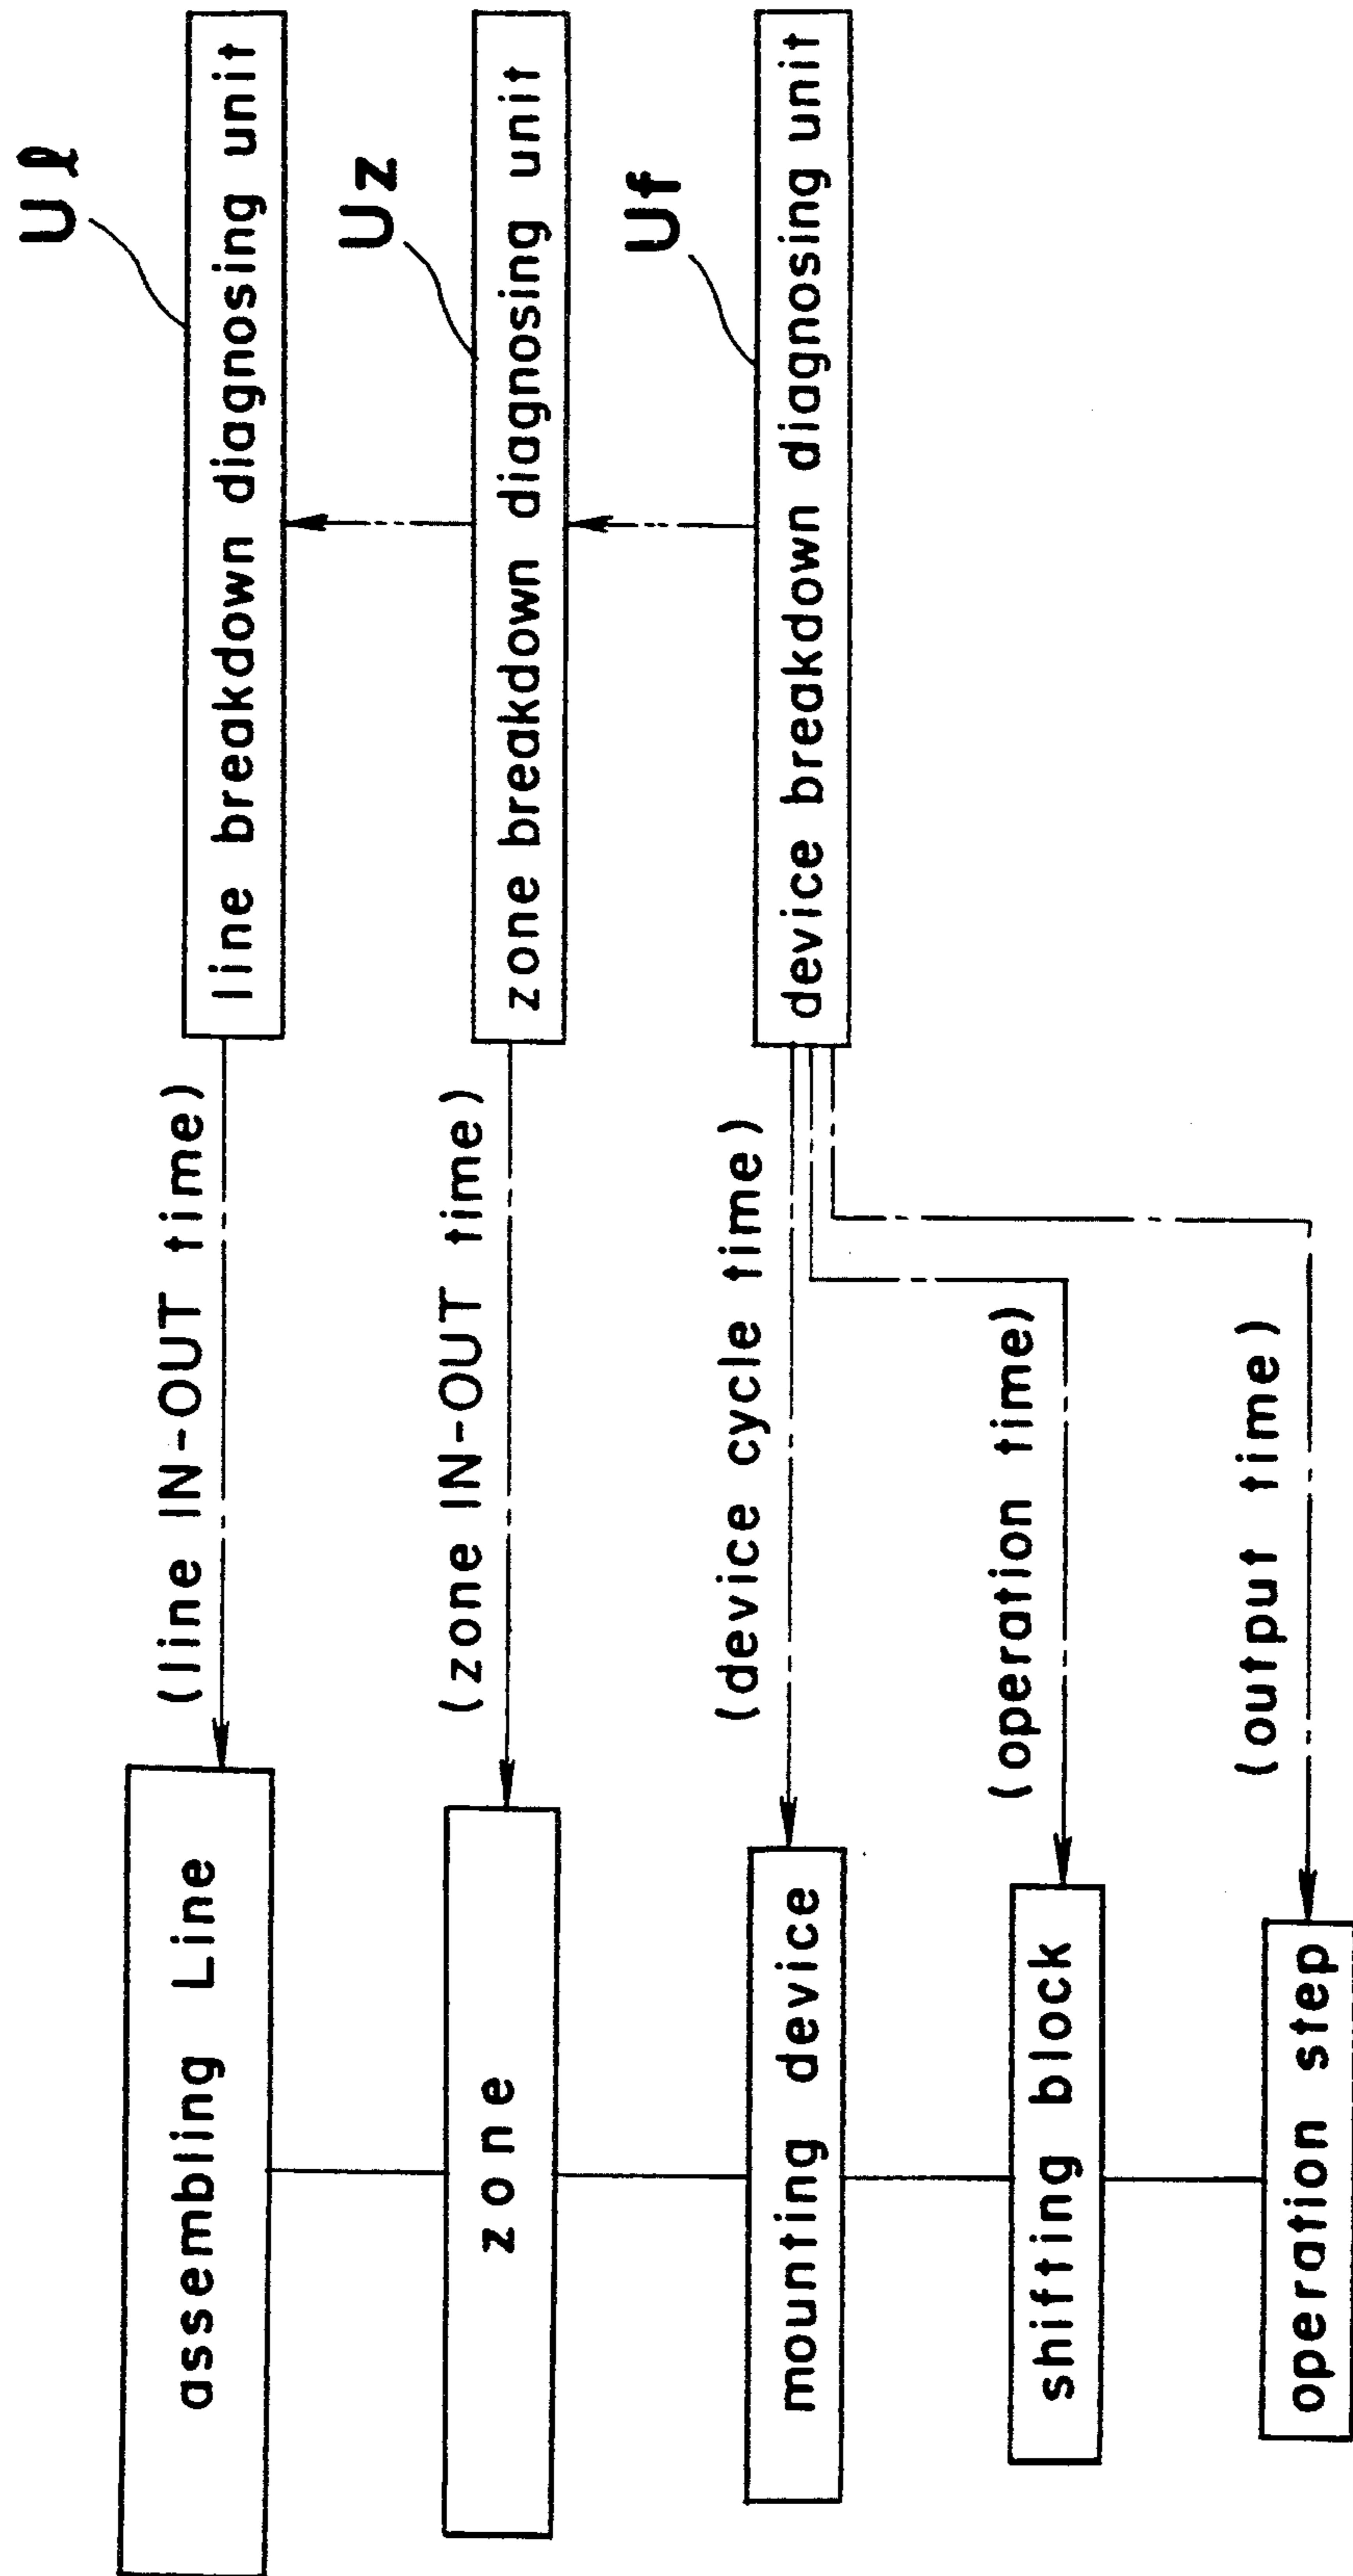 Uℓ
assembling Line
(line IN-OUT time)
line breakdown diagnosing unit
Uz
zone
(zone IN-OUT time)
zone breakdown diagnosing unit
Uf
mounting device
(device cycle time)
device breakdown diagnosing unit
shifting block
(operation time)
operation step
(output time)